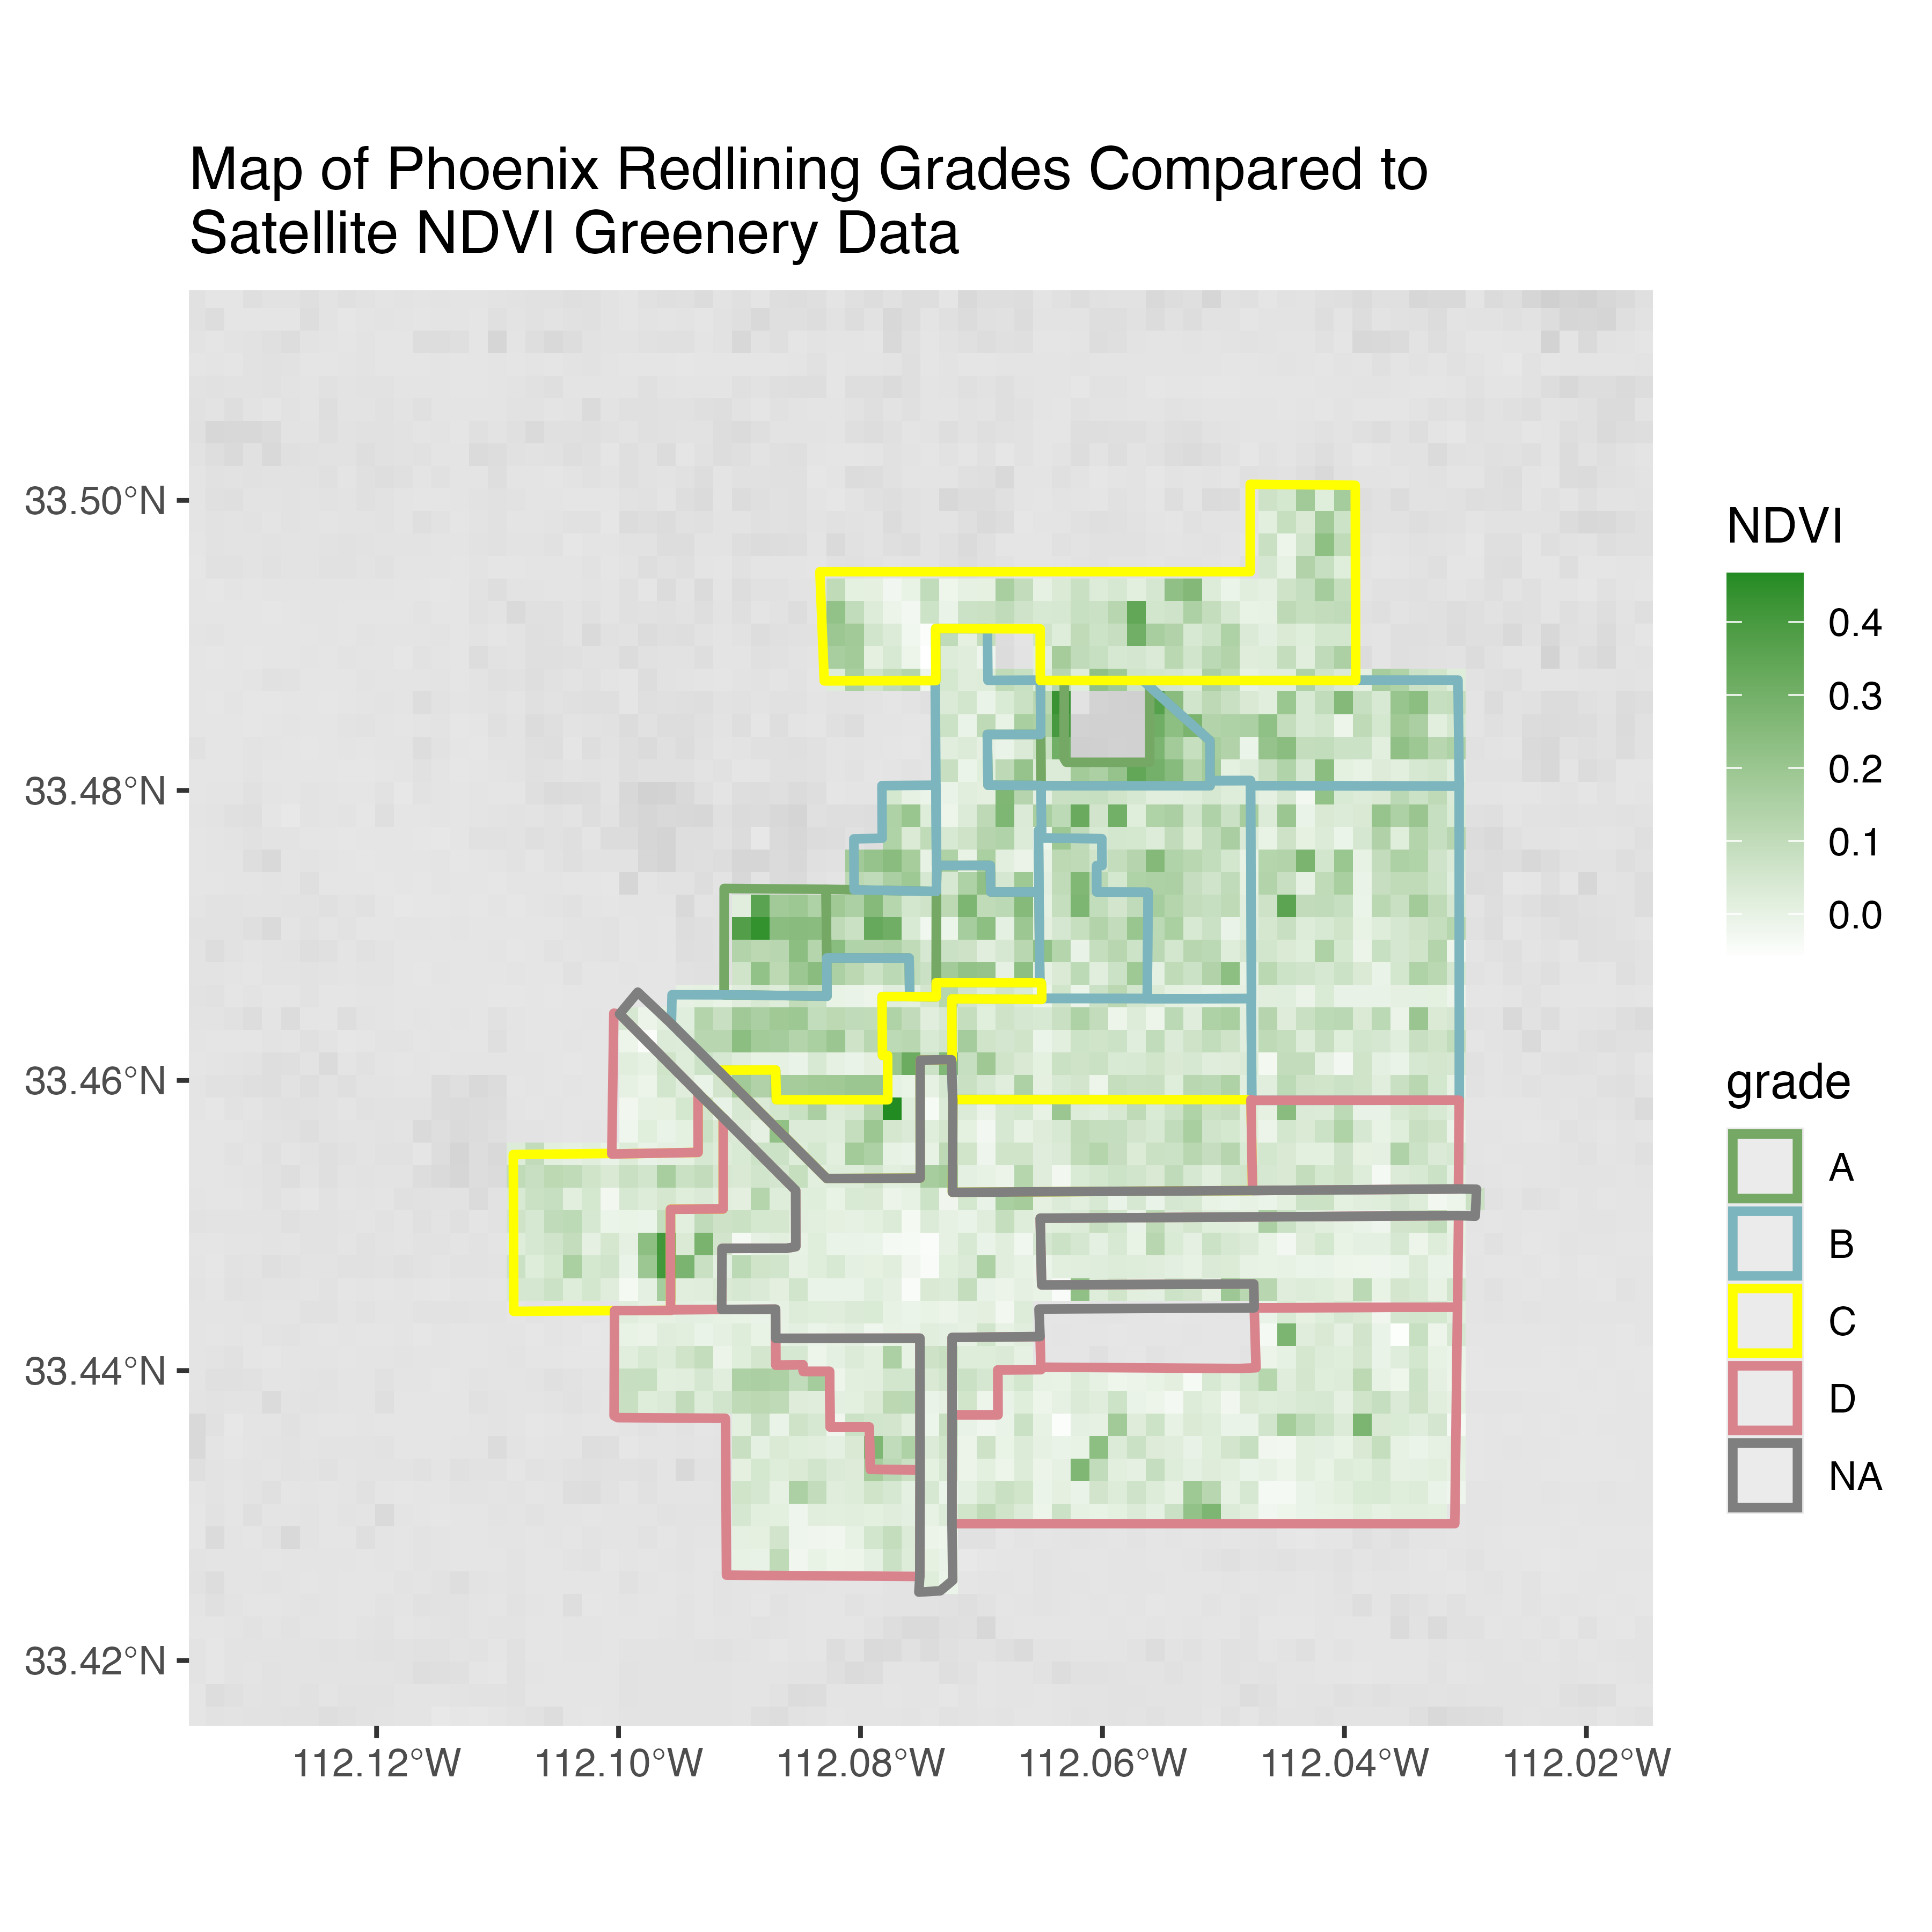 Map of Phoenix Redlining Grades Compared to
Satellite NDVI Greenery Data
33.50°N
33.48°N
33.46°N
33.44°N
33.42°N
112.12°W
112.10°W
112.08°W
112.06°W
112.04°W
112.02°W
NDVI
0.4
0.3
0.2
0.1
0.0
grade
A
B
C
D
NA